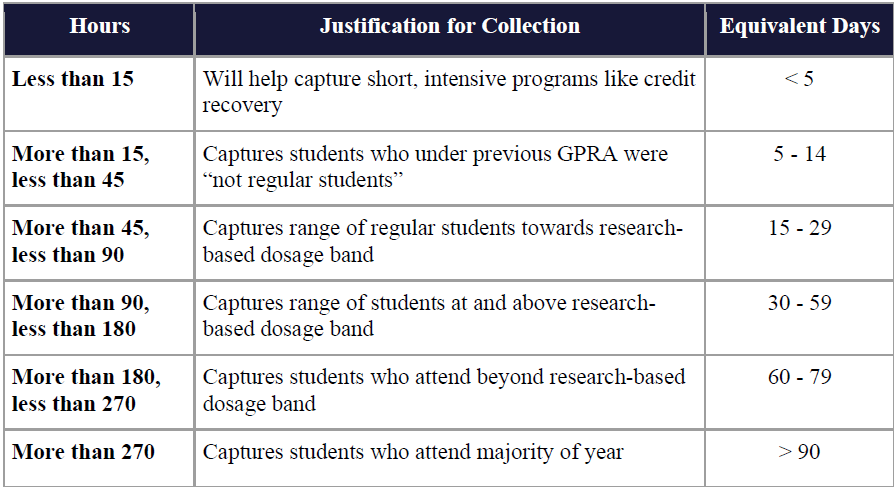 Hours Justification for Collection Equivalent Days
Less than 15 Will help capture short, intensive programs like credit < 5
recovery
More than 15, Captures students who under previous GPRA were 5 - 14
less than 45 “not regular students”
More than 45, Captures range of regular students towards research- 15 - 29
less than 90 based dosage band
More than 90, Captures range of students at and above research- 30 - 59
less than 180 based dosage band
More than 180, Captures students who attend beyond research-based 60 - 79
less than 270 dosage band
More than 270 Captures students who attend majority of year > 90